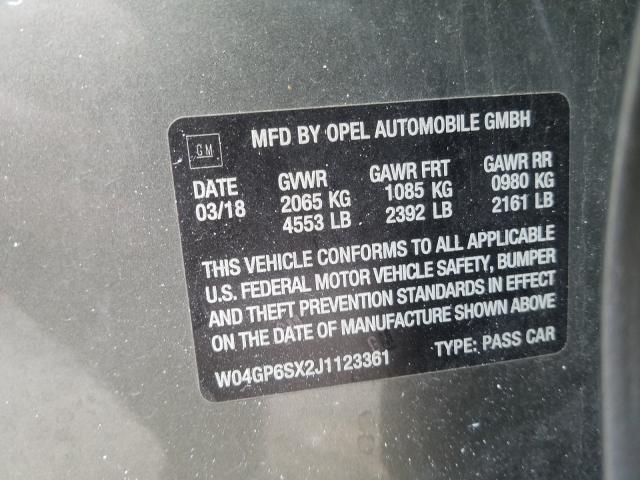 GM
MFD BY OPEL AUTOMOBILE GMBH
DATE GVWR GAWR FRT GAWR RR
03/18 2065 KG 1085 KG 0980 KG
4553 LB 2392 LB 2161 LB
THIS VEHICLE CONFORMS TO ALL APPLICABLE
U.S. FEDERAL MOTOR VEHICLE SAFETY, BUMPER
AND THEFT PREVENTION STANDARDS IN EFFECT
ON THE DATE OF MANUFACTURE SHOWN ABOVE
W04GP6SX2J1123361 TYPE: PASS CAR